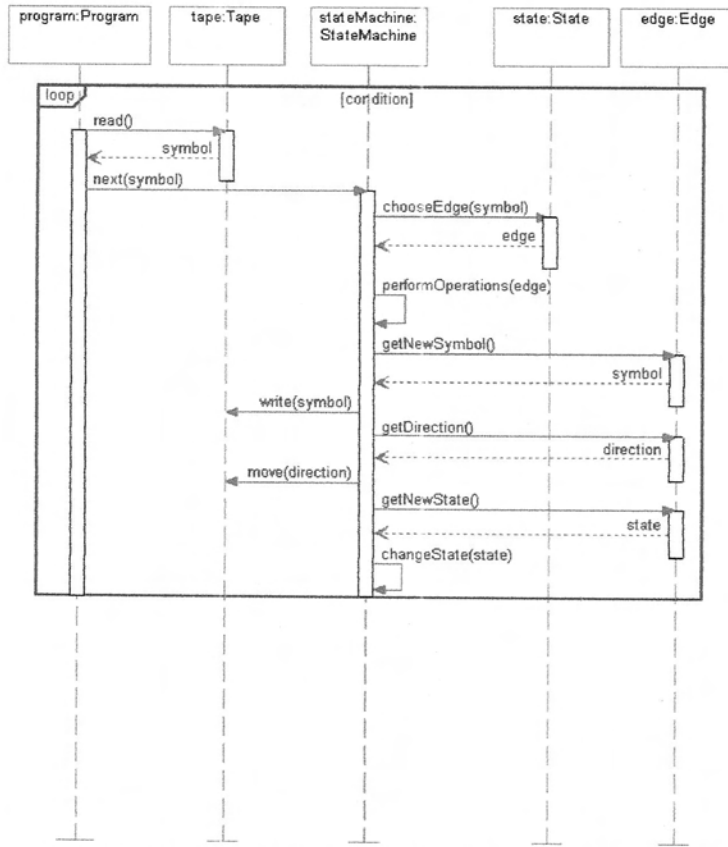 program:Program
tape:Tape
stateMachine:
StateMachine
state:State
edge:Edge
loop
[condition]
read()
symbol
next(symbol)
chooseEdge(symbol)
edge
performOperations(edge)
getNewSymbol()
symbol
write(symbol)
getDirection()
direction
move(direction)
getNewState()
state
changeState(state)